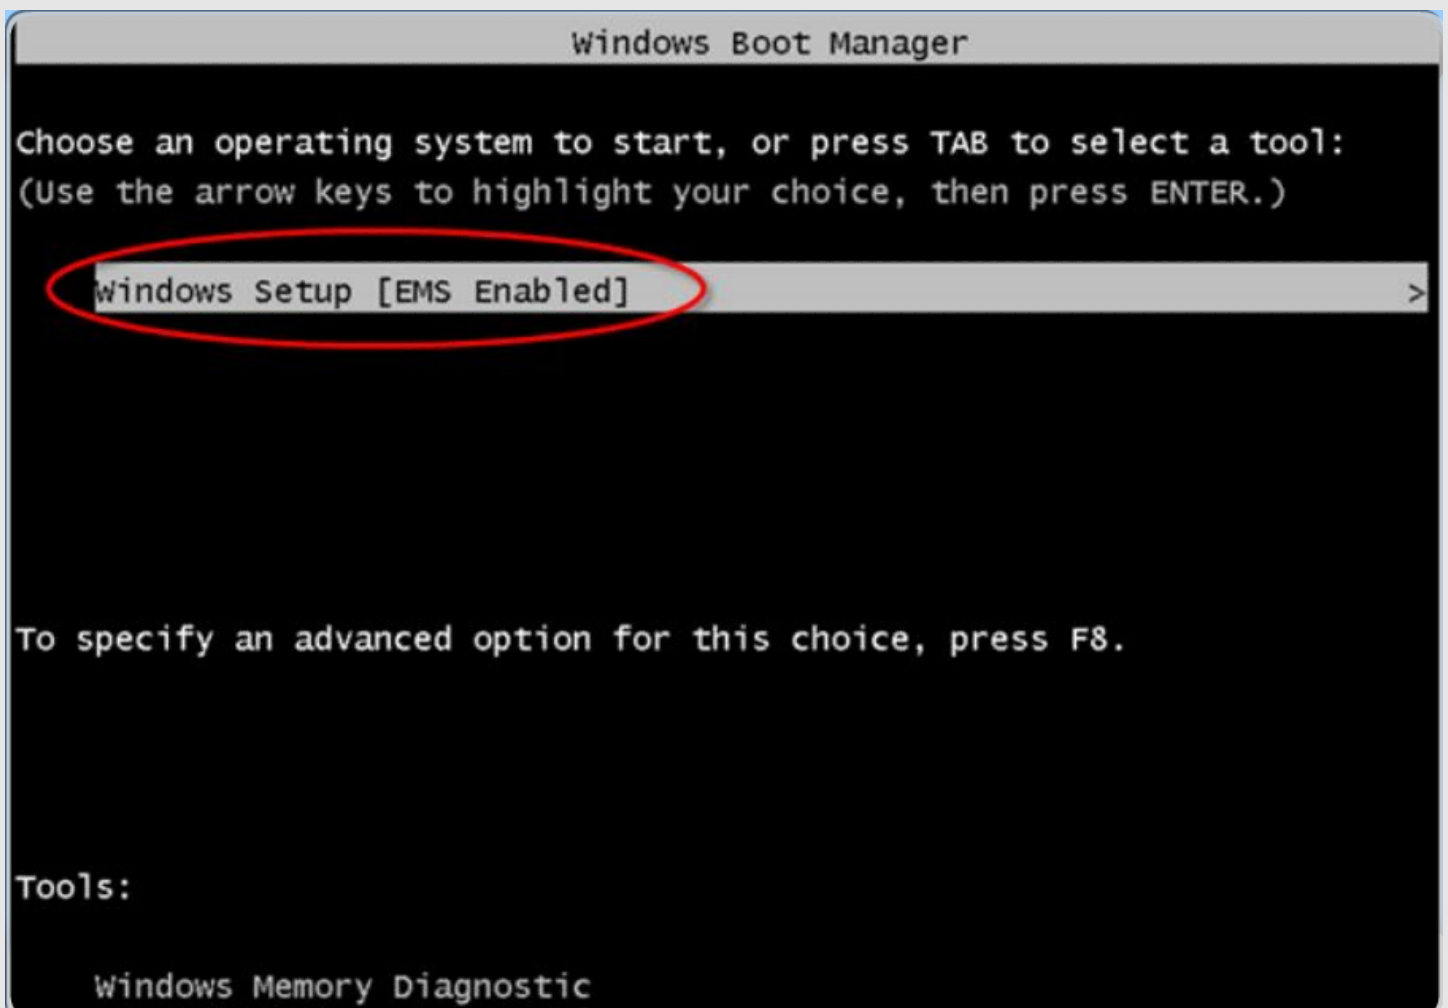 Windows Boot Manager
Choose an operating system to start, or press TAB to select a tool:
(Use the arrow keys to highlight your choice, then press ENTER.)
Windows Setup [EMS Enabled] >
To specify an advanced option for this choice, press F8.
Tools:
Windows Memory Diagnostic